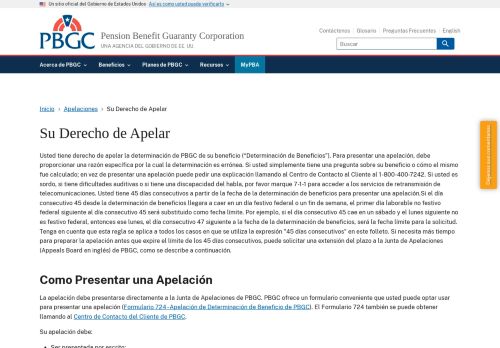 Un sitio oficial del Gobierno de Estados Unidos Así es como usted puede verificarlo
PBGC
Pension Benefit Guaranty Corporation
UNA AGENCIA DEL GOBIERNO DE EE. UU
Contáctenos Glosario Preguntas Frecuentes English
Buscar
Acerca de PBGC Beneficios Planes de PBGC Recursos MyPBA
Inicio › Apelaciones › Su Derecho de Apelar
Su Derecho de Apelar
Usted tiene derecho de apelar la determinación de PBGC de su beneficio (“Determinación de Beneficios”). Para presentar una apelación, debe
proporcionar una razón específica por la cual la determinación es errónea. Si usted simplemente tiene una pregunta sobre su beneficio o cómo el mismo
fue calculado; en vez de presentar una apelación puede pedir una explicación llamando al Centro de Contacto al Cliente al 1-800-400-7242. Si usted es
sordo, si tiene dificultades auditivas o si tiene una discapacidad del habla, por favor marque 7-1-1 para acceder a los servicios de retransmisión de
telecomunicaciones. Usted tiene 45 días consecutivos a partir de la fecha de la determinación de beneficios para presentar una apelación.Si el día
consecutivo 45 desde la determinación de beneficios llegara a caer en un día festivo federal o un fin de semana, el primer día laborable no festivo
federal siguiente al día consecutivo 45 será substituido como fecha límite. Por ejemplo, si el día consecutivo 45 cae en un sábado y el lunes siguiente no
es festivo federal, entonces ese lunes, el día consecutivo 47 siguiente a la fecha de la determinación de beneficios, será la fecha límite para la solicitud.
Tenga en cuenta que esta regla se aplica a todos los casos en que se utiliza la expresión "45 días consecutivos" en este folleto. Si necesita más tiempo
para preparar la apelación antes que expire el límite de los 45 días consecutivos, puede solicitar una extensión del plazo a la Junta de Apelaciones
(Appeals Board en inglés) de PBGC, como se describe a continuación.
Como Presentar una Apelación
La apelación debe presentarse directamente a la Junta de Apelaciones de PBGC. PBGC ofrece un formulario conveniente que usted puede optar usar
para presentar una apelación (Formulario 724–Apelación de Determinación de Beneficio de PBGC). El Formulario 724 también se puede obtener
llamando al Centro de Contacto del Cliente de PBGC.
Su apelación debe:
Ser presentada por escrito;